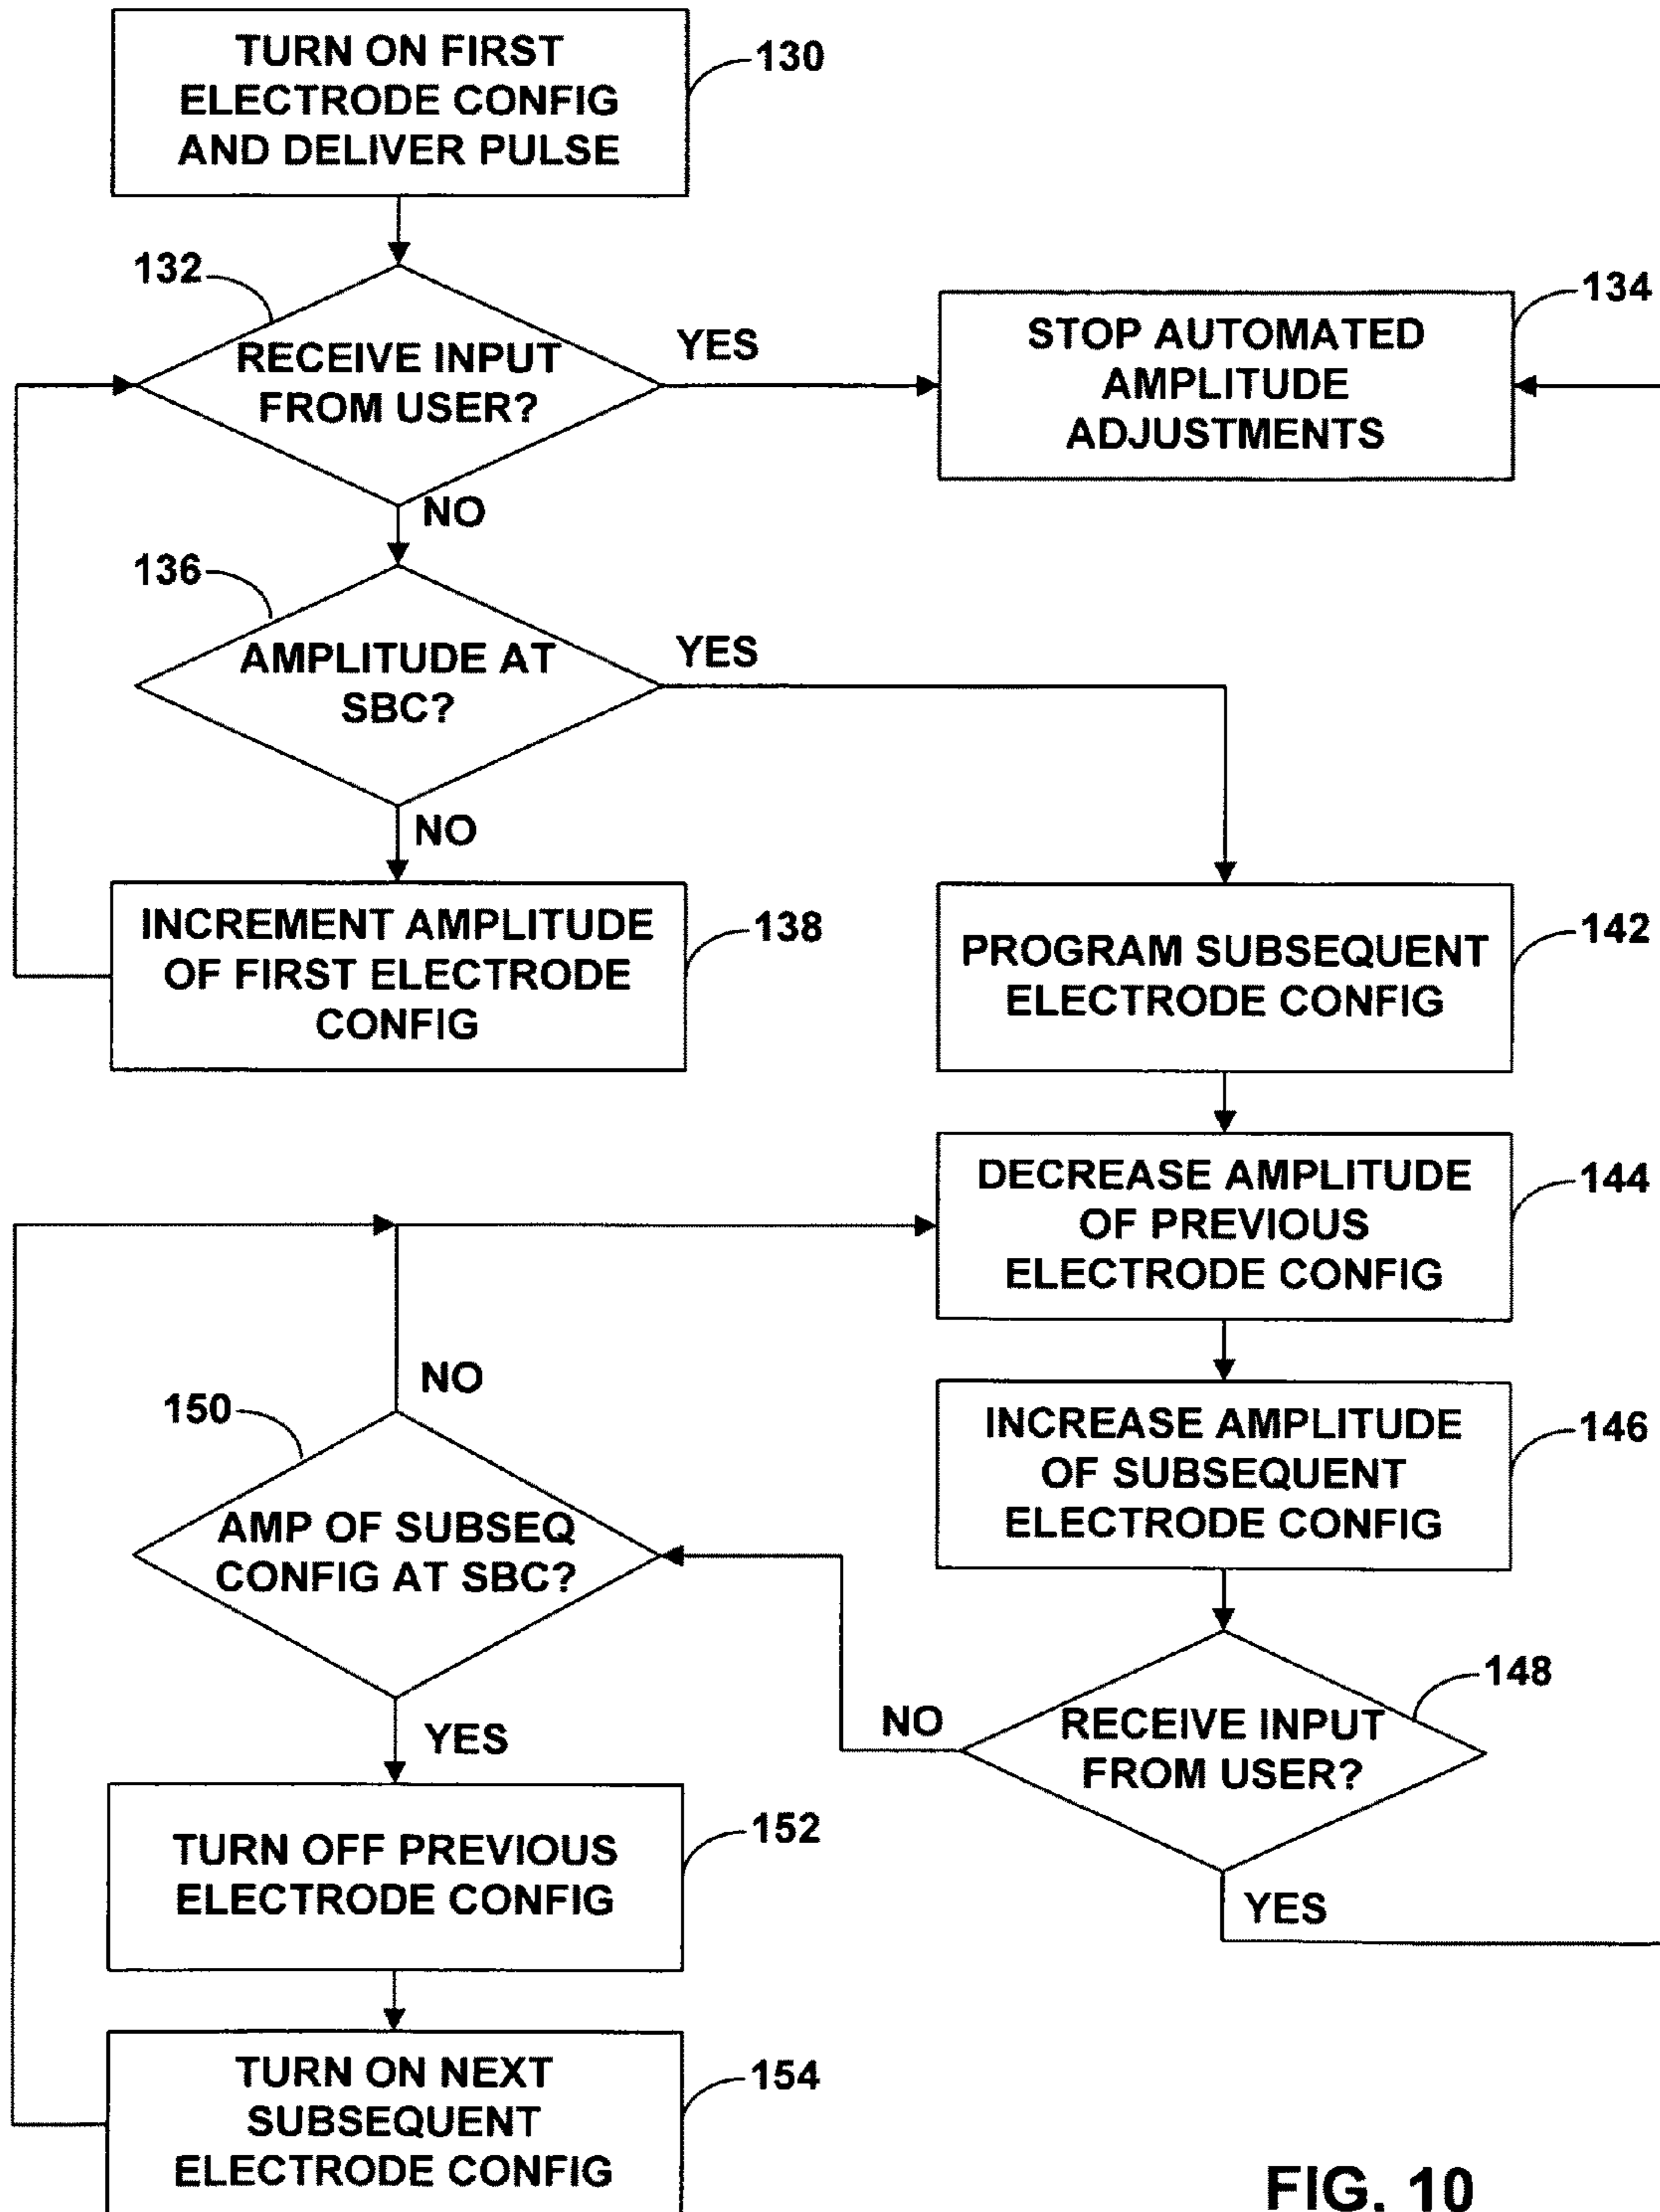 TURN ON FIRST
ELECTRODE CONFIG
AND DELIVER PULSE
130
132
RECEIVE INPUT
FROM USER?
YES
NO
STOP AUTOMATED
AMPLITUDE
ADJUSTMENTS
134
136
AMPLITUDE AT
SBC?
YES
NO
INCREMENT AMPLITUDE
OF FIRST ELECTRODE
CONFIG
138
PROGRAM SUBSEQUENT
ELECTRODE CONFIG
142
DECREASE AMPLITUDE
OF PREVIOUS
ELECTRODE CONFIG
144
INCREASE AMPLITUDE
OF SUBSEQUENT
ELECTRODE CONFIG
146
148
RECEIVE INPUT
FROM USER?
NO
YES
150
NO
AMP OF SUBSEQ
CONFIG AT SBC?
YES
TURN OFF PREVIOUS
ELECTRODE CONFIG
152
TURN ON NEXT
SUBSEQUENT
ELECTRODE CONFIG
154
FIG. 10